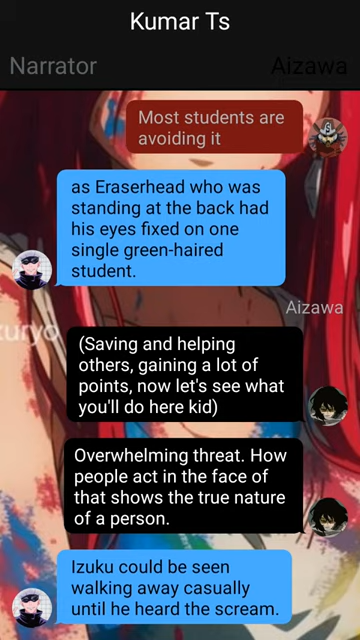 Kumar Ts
Narrator
Aizawa
Most students are
avoiding it
as Eraserhead who was
standing at the back had
his eyes fixed on one
single green-haired
student.
Aizawa
kuryo
(Saving and helping
others, gaining a lot of
points, now let's see what
you'll do here kid)
Overwhelming threat. How
people act in the face of
that shows the true nature
of a person.
Izuku could be seen
walking away casually
until he heard the scream.